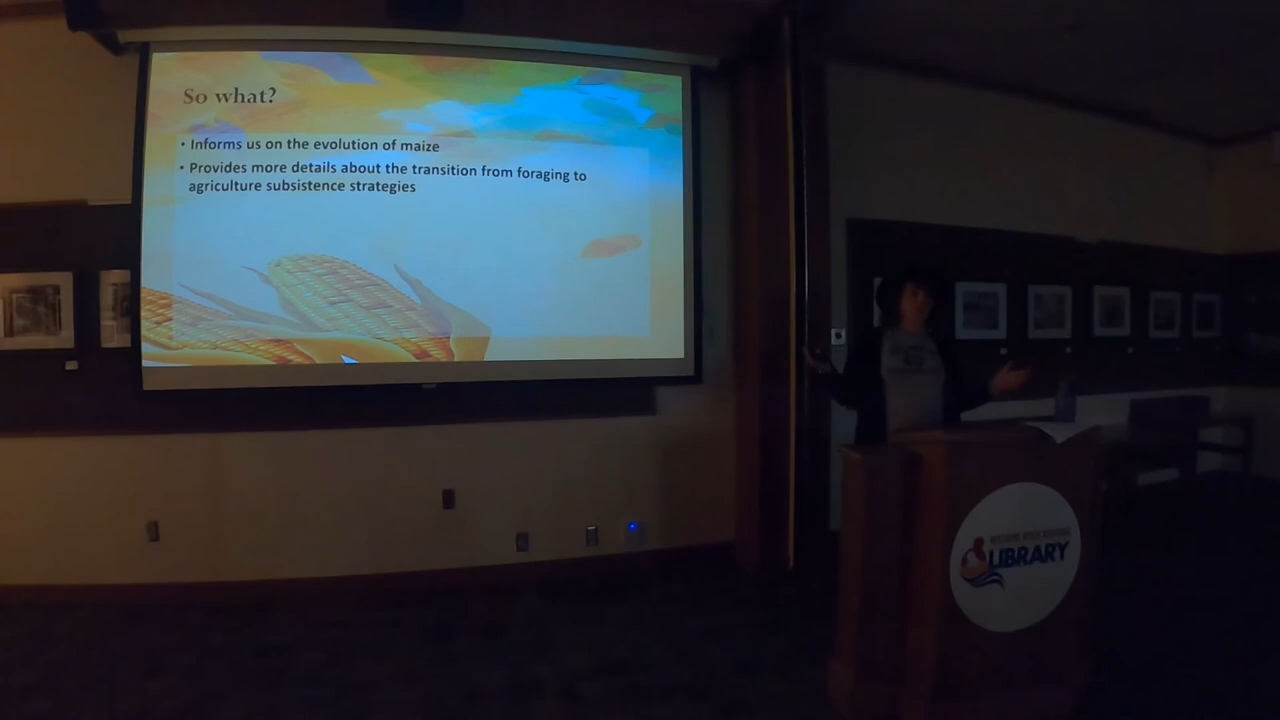 So what?
• Informs us on the evolution of maize
• Provides more details about the transition from foraging to
agriculture subsistence strategies
LIBRARY